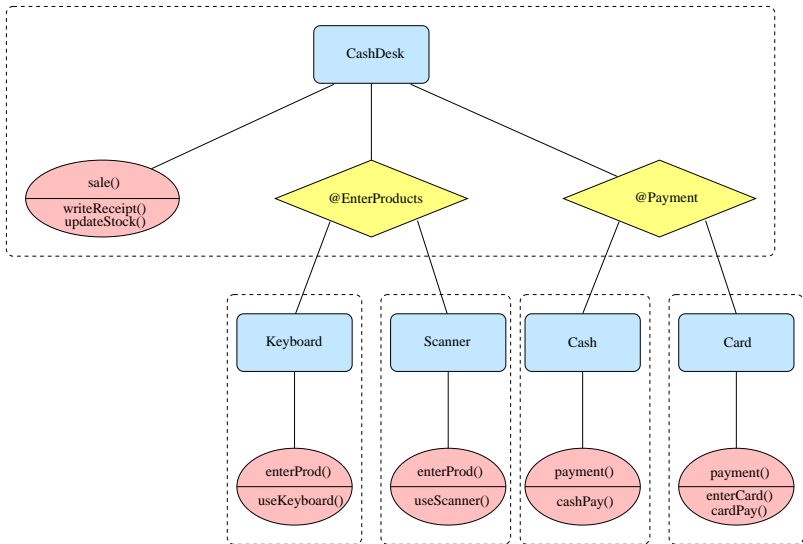 CashDesk
sale()
writeReceipt()
updateStock()
@EnterProducts
@Payment
Keyboard
Scanner
Cash
Card
enterProd()
useKeyboard()
enterProd()
useScanner()
payment()
cashPay()
payment()
enterCard()
cardPay()